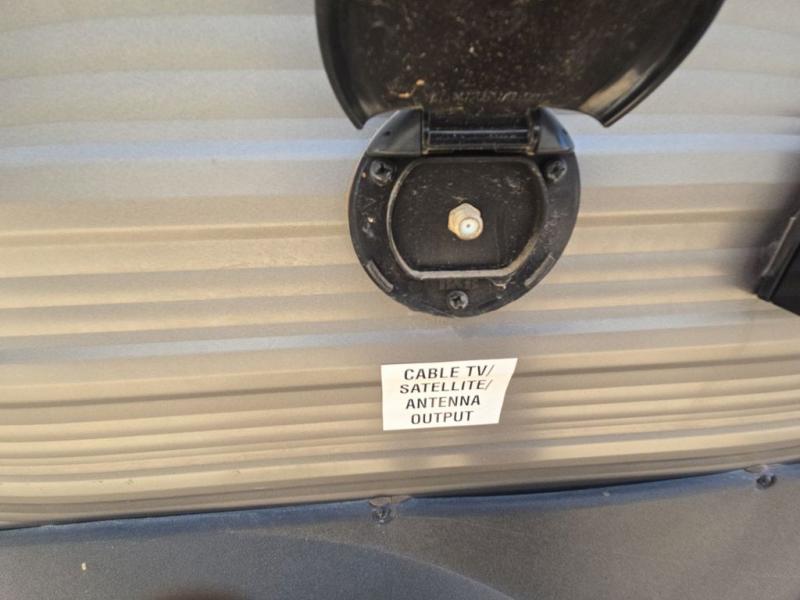 CABLE TV/
SATELLITE/
ANTENNA
OUTPUT